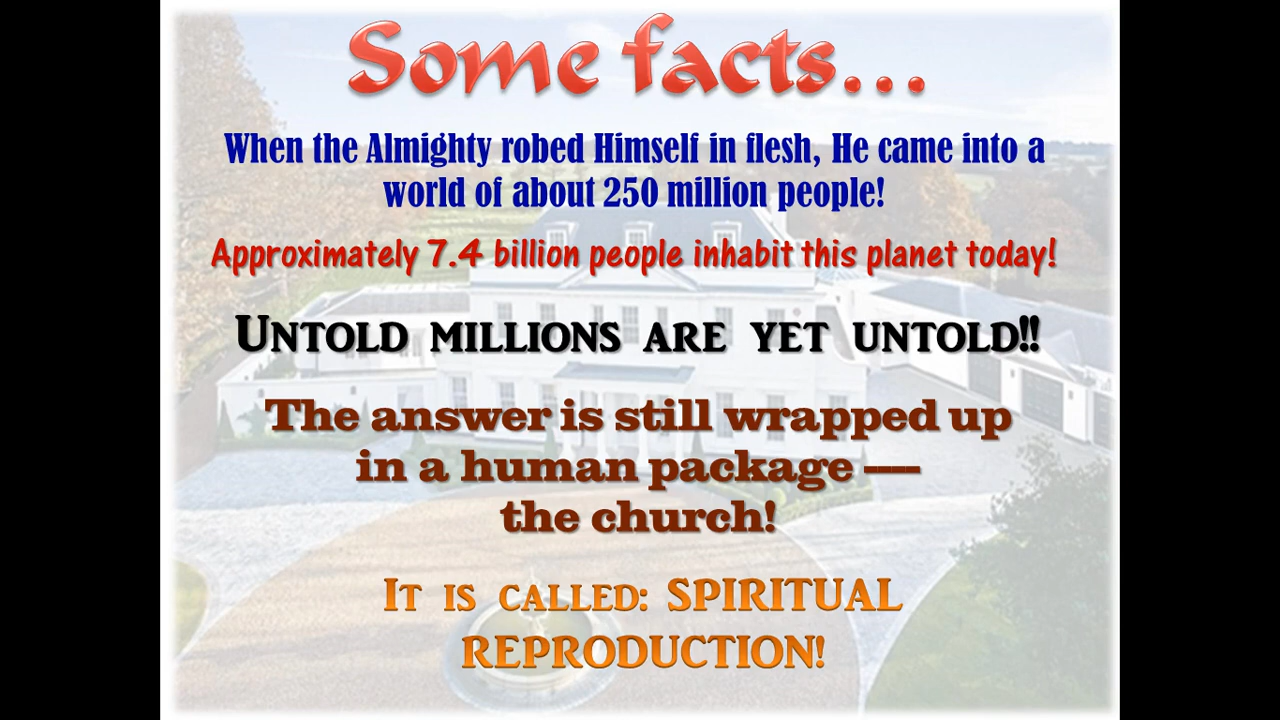 Some facts...
When the Almighty robed Himself in flesh, He came into a
world of about 250 million people!
Approximately 7.4 billion people inhabit this planet today!
UNTOLD MILLIONS ARE YET UNTOLD!!
The answer is still wrapped up
in a human package —
the church!
IT IS CALLED: SPIRITUAL
REPRODUCTION!